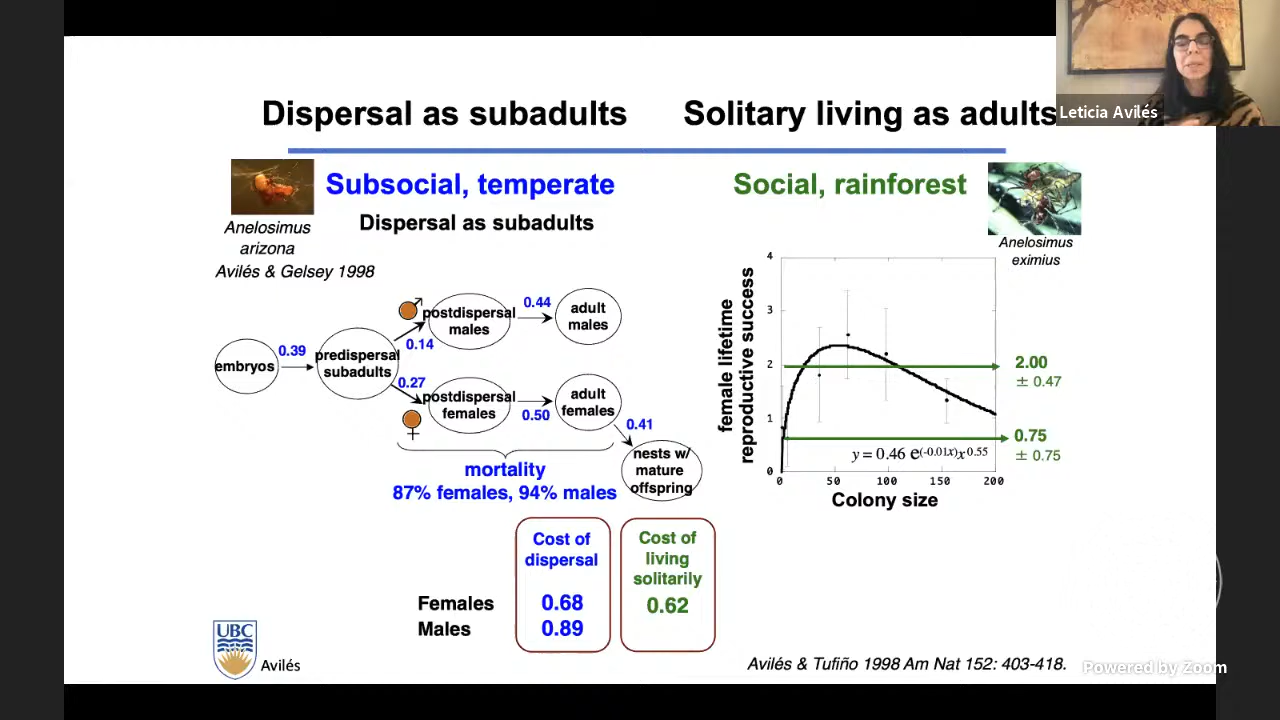 Leticia Avilés
Dispersal as subadults
Solitary living as adults
Subsocial, temperate
Dispersal as subadults
Anelosimus
arizona
Avilés & Gelsey 1998
embryos
0.39
predispersal
subadults
0.14
postdispersal
males
0.44
adult
males
0.27
postdispersal
females
0.50
adult
females
0.41
nests w/
mature
offspring
mortality
87% females, 94% males
Social, rainforest
Anelosimus
eximius
female lifetime
reproductive success
4
3
2
1
0
0 50 100 150 200
Colony size
y = 0.46 e(-0.01x)x0.55
2.00
± 0.47
0.75
± 0.75
Cost of
dispersal
Cost of
living
solitarily
Females 0.68 0.62
Males 0.89
UBC
Avilés
Avilés & Tufiño 1998 Am Nat 152: 403-418.
Powered by Zoom